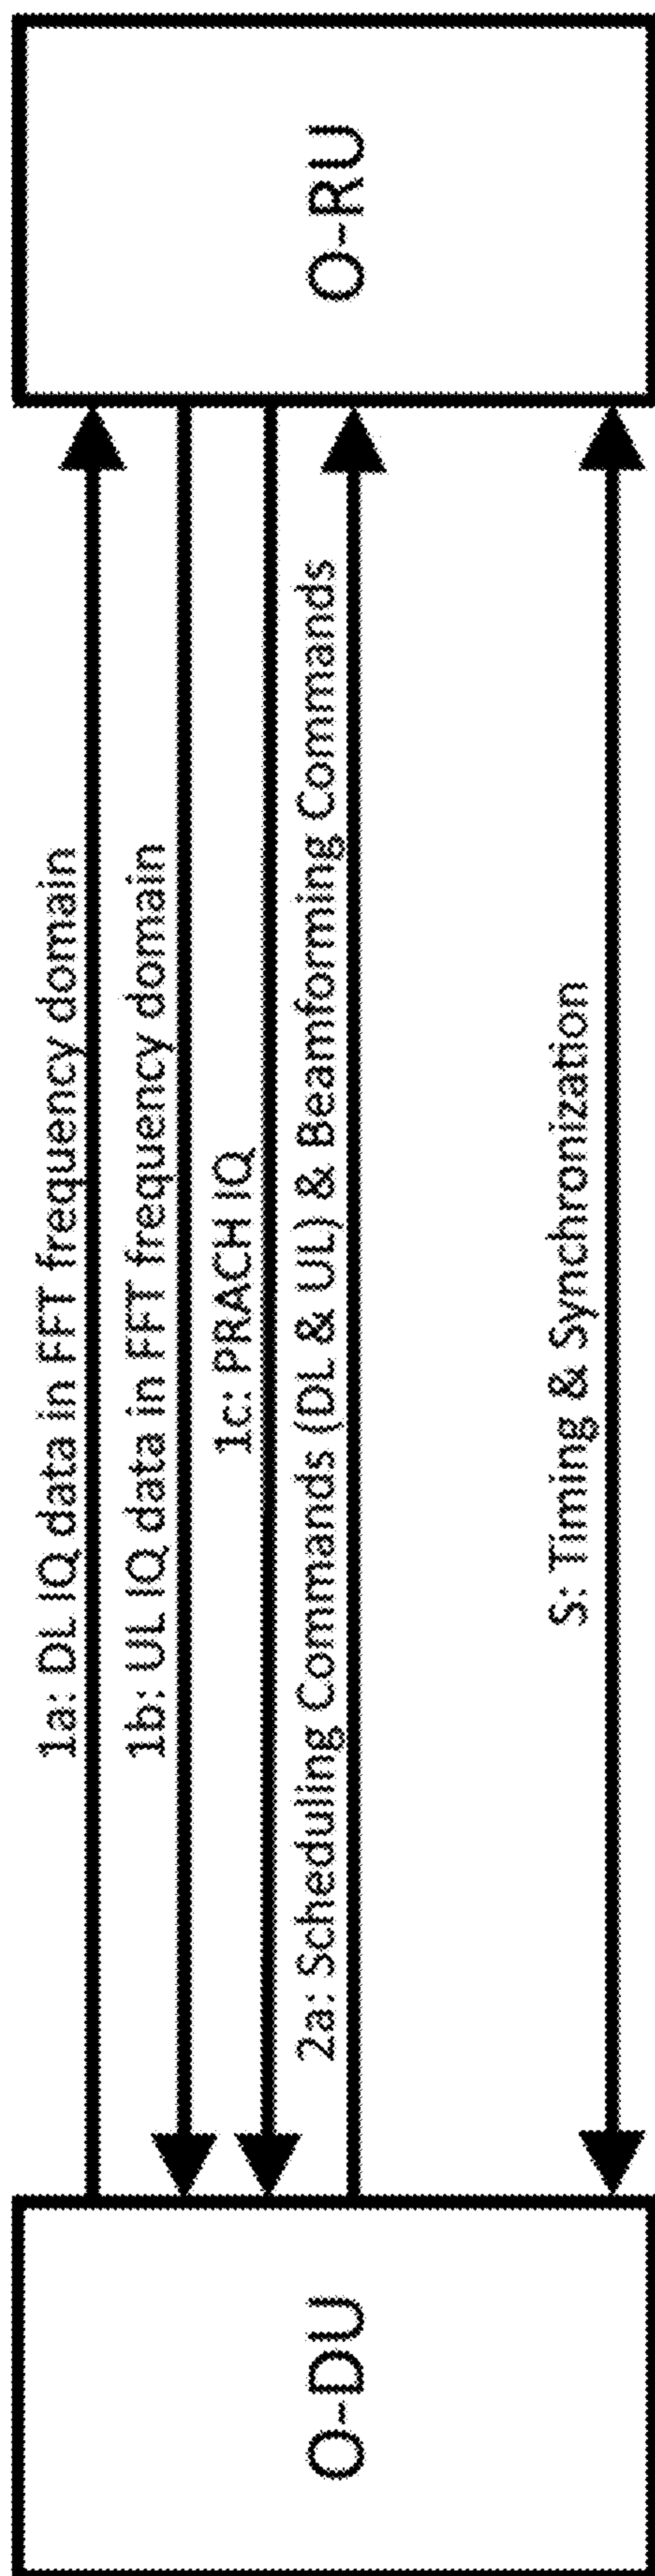 O-DU
1a: DL IQ data in FFT frequency domain
1b: UL IQ data in FFT frequency domain
1c: PRACH IQ
2a: Scheduling Commands (DL & UL) & Beamforming Commands
S: Timing & Synchronization
O-RU